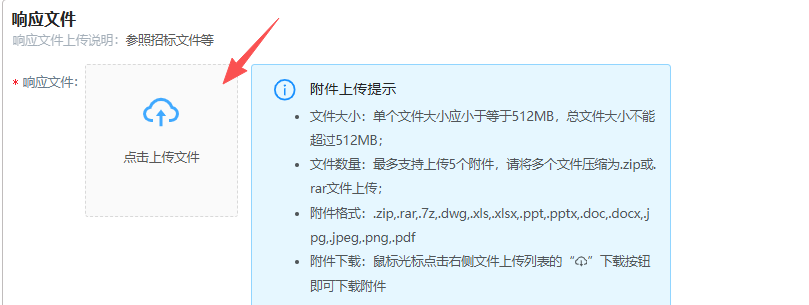 响应文件
响应文件上传说明：参照招标文件等
* 响应文件：
点击上传文件
附件上传提示
• 文件大小：单个文件大小应小于等于512MB，总文件大小不能
超过512MB；
• 文件数量：最多支持上传5个附件，请将多个文件压缩为.zip或.
rar文件上传；
• 附件格式：.zip,.rar,.7z,.dwg,.xls,.xlsx,.ppt,.pptx,.doc,.docx,.j
pg,.jpeg,.png,.pdf
• 附件下载：鼠标光标点击右侧文件上传列表的“”下载按钮
即可下载附件